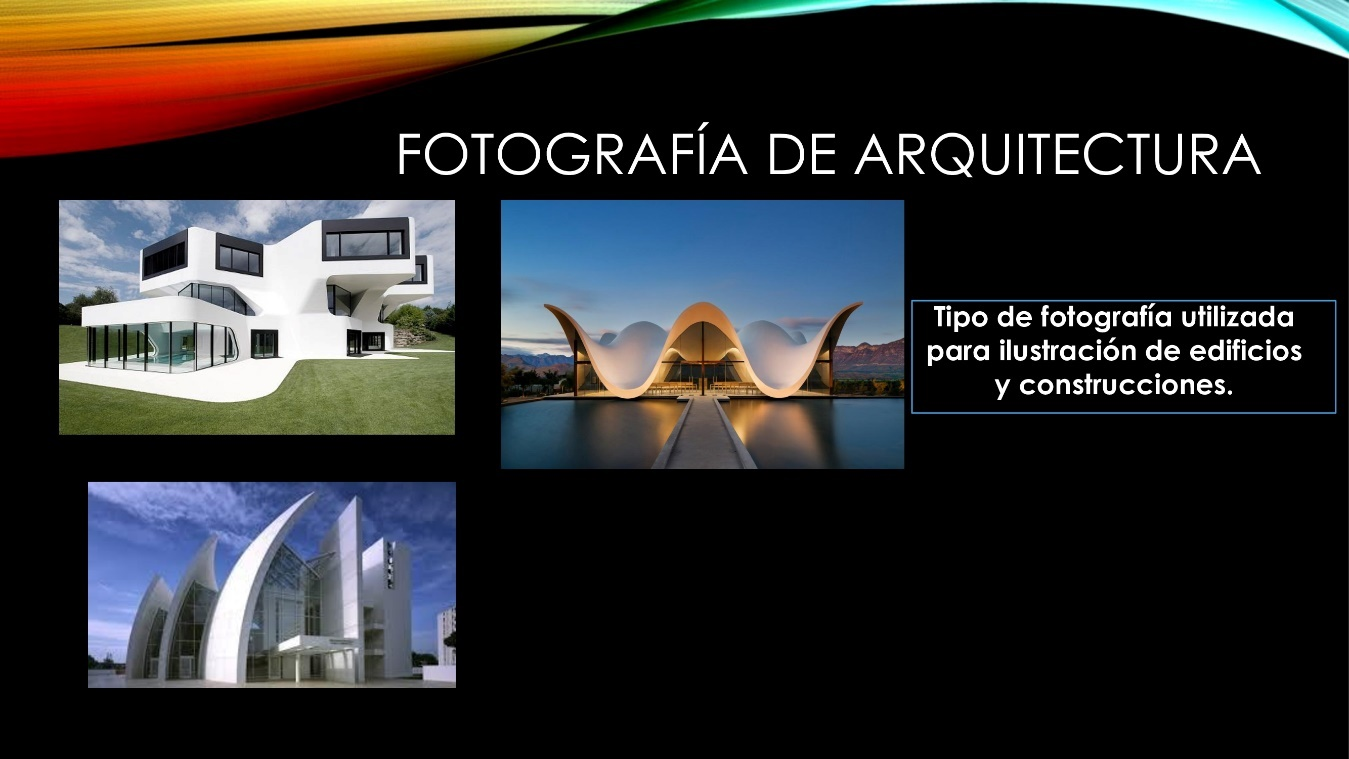 FOTOGRAFÍA DE ARQUITECTURA
Tipo de fotografía utilizada
para ilustración de edificios
y construcciones.